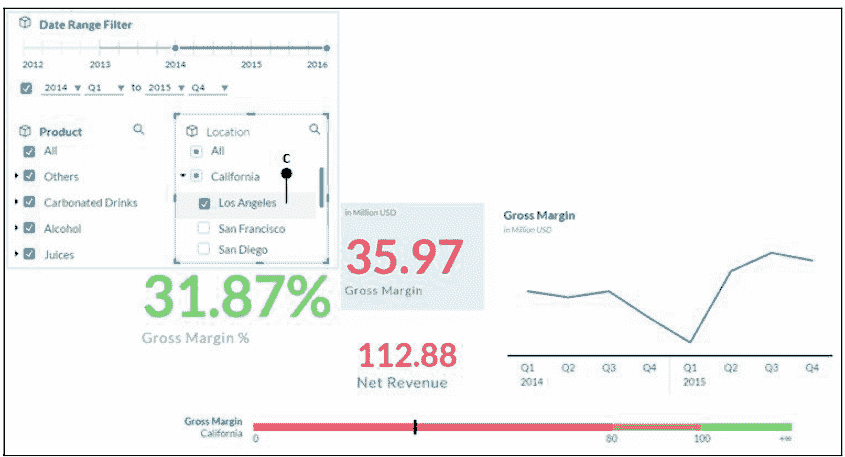 Date Range Filter
2012 2013 2014 2015 2016
2014 Q1 to 2015 Q4
Product
All
Others
Carbonated Drinks
Alcohol
Juices
Location
All
California
C
Los Angeles
San Francisco
San Diego
31.87%
Gross Margin %
in Million USD
35.97
Gross Margin
112.88
Net Revenue
Gross Margin
in Million USD
Q1 Q2 Q3 Q4 Q1 Q2 Q3 Q4
2014 2015
Gross Margin
California
0 80 100 +∞